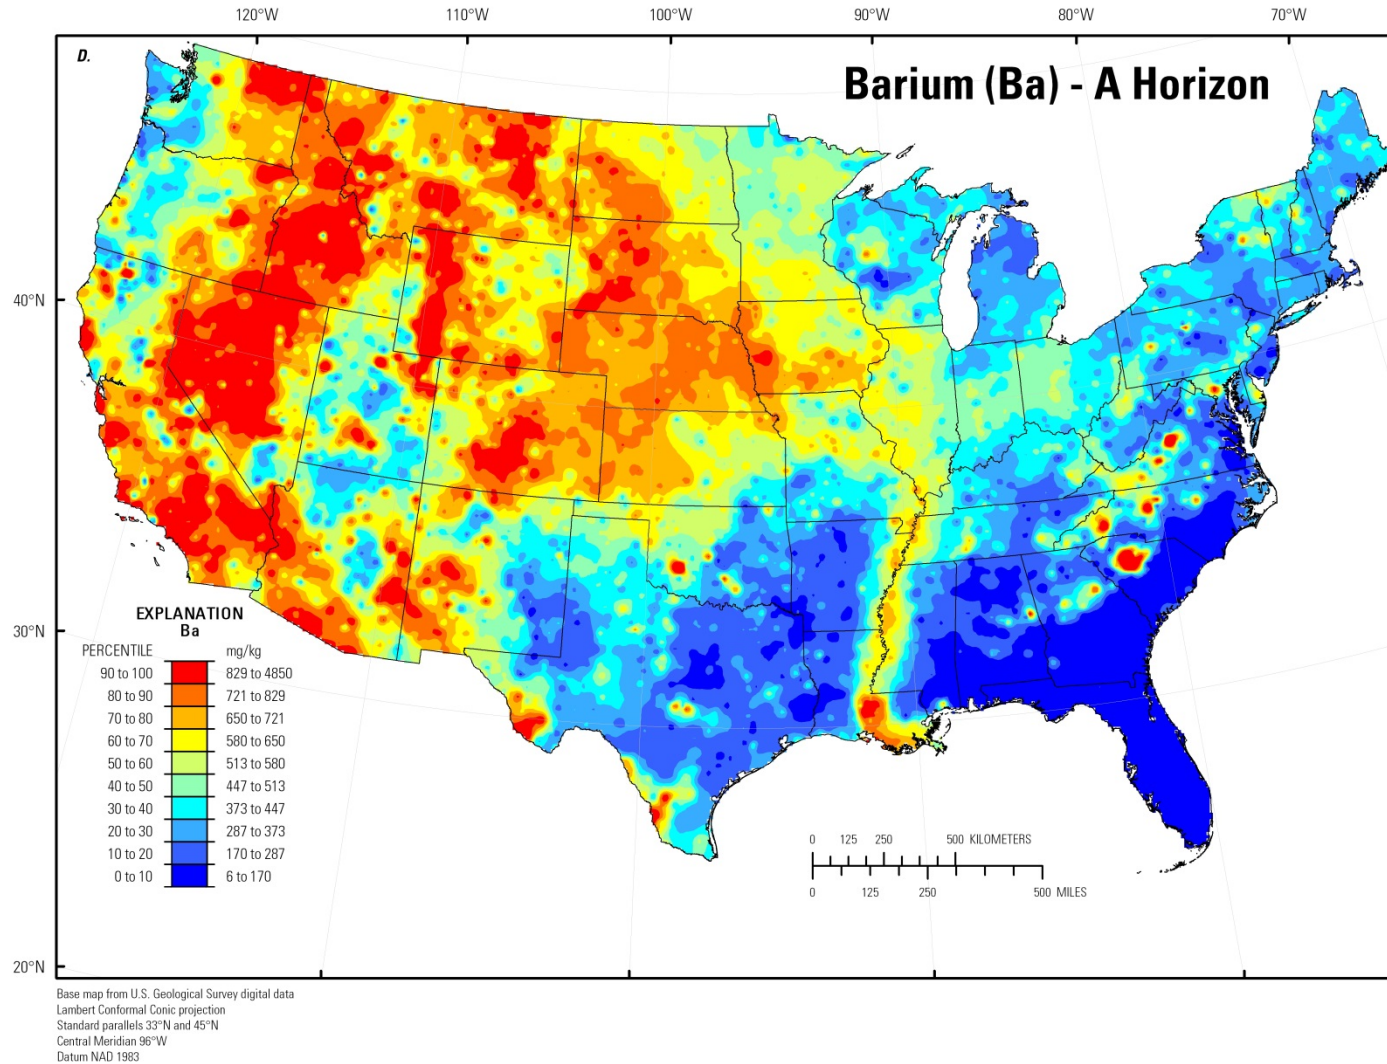 120°W 110°W 100°W 90°W 80°W 70°W
D.
Barium (Ba) - A Horizon
40°N
30°N
20°N
EXPLANATION
Ba
PERCENTILE mg/kg
90 to 100 829 to 4850
80 to 90 721 to 829
70 to 80 650 to 721
60 to 70 580 to 650
50 to 60 513 to 580
40 to 50 447 to 513
30 to 40 373 to 447
20 to 30 287 to 373
10 to 20 170 to 287
0 to 10 6 to 170
0 125 250 500 KILOMETERS
0 125 250 500 MILES
Base map from U.S. Geological Survey digital data
Lambert Conformal Conic projection
Standard parallels 33°N and 45°N
Central Meridian 96°W
Datum NAD 1983